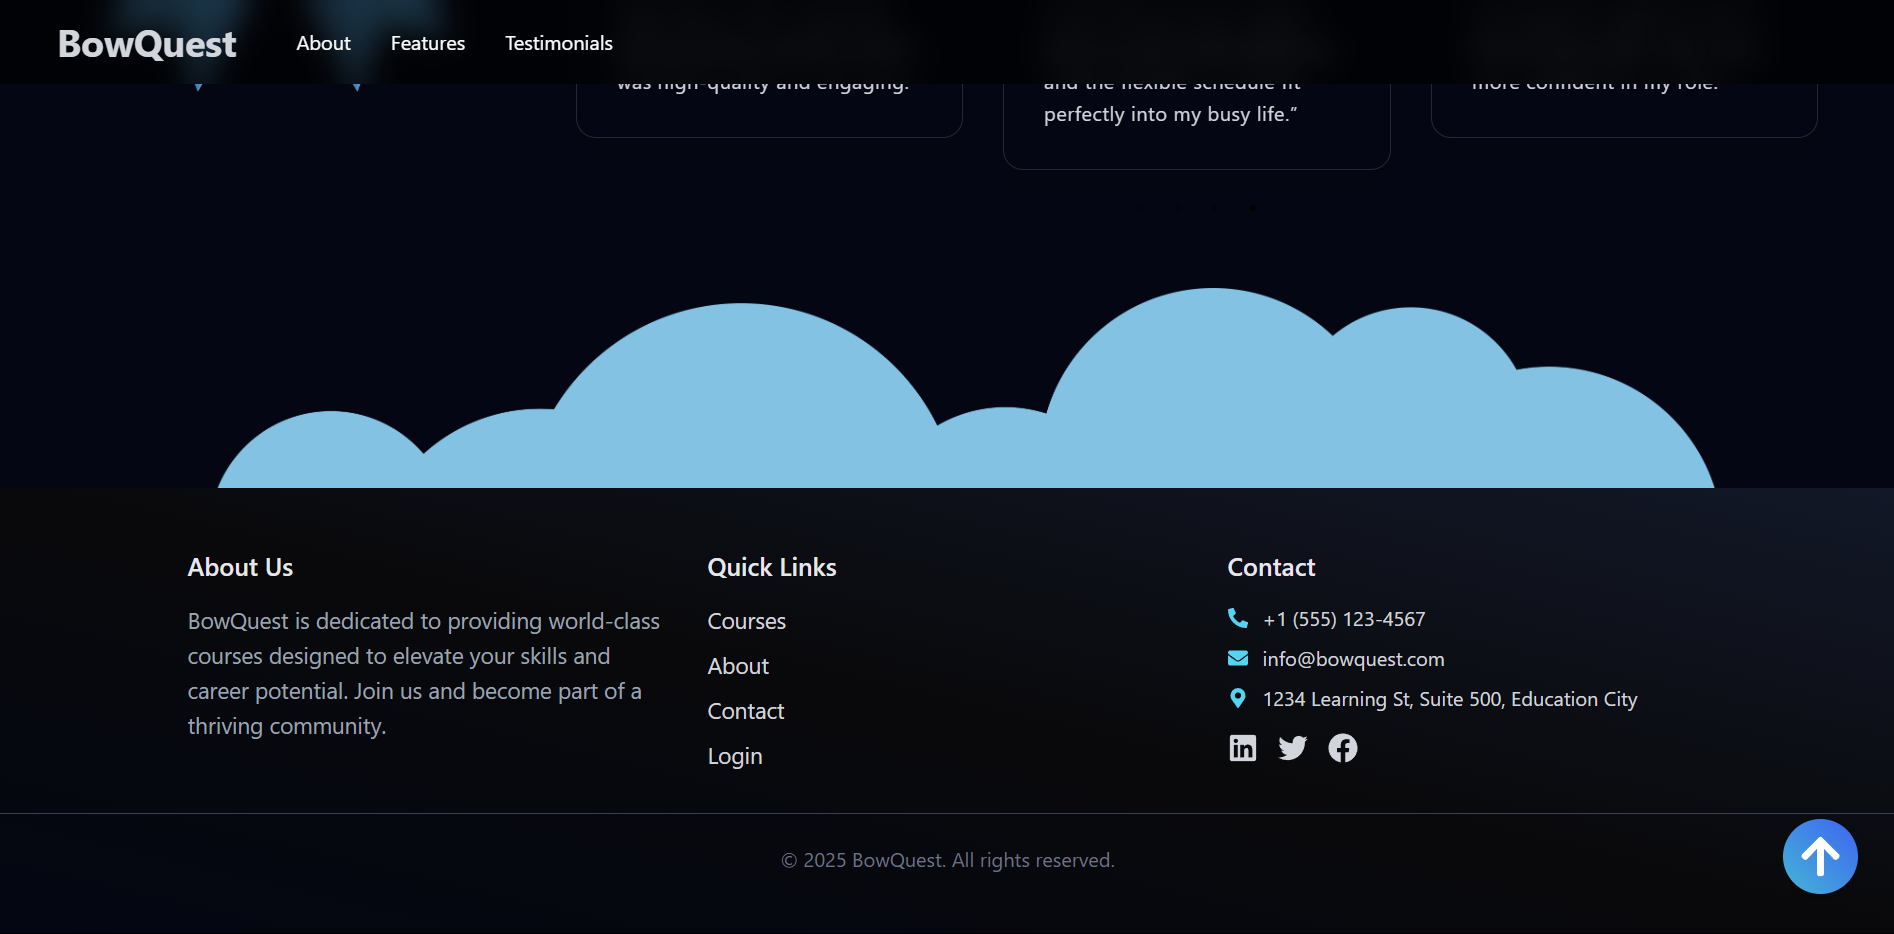 BowQuest
About
Features
Testimonials
was high-quality and engaging.
and the flexible schedule fit
perfectly into my busy life.”
more confident in my role.
About Us
BowQuest is dedicated to providing world-class
courses designed to elevate your skills and
career potential. Join us and become part of a
thriving community.
Quick Links
Courses
About
Contact
Login
Contact
+1 (555) 123-4567
info@bowquest.com
1234 Learning St, Suite 500, Education City
© 2025 BowQuest. All rights reserved.